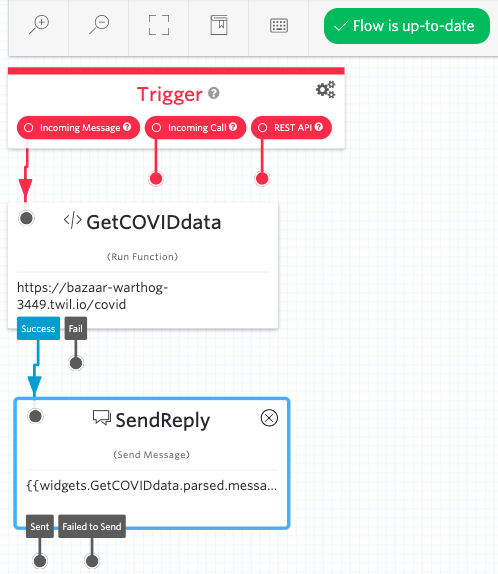 Flow is up-to-date
Trigger ?
Incoming Message ? Incoming Call ? REST API ?
</> GetCOVIDdata
(Run Function)
https://bazaar-warthog-
3449.twil.io/covid
Success Fail
SendReply
(Send Message)
{{widgets.GetCOVIDdata.parsed.messa...
Sent Failed to Send